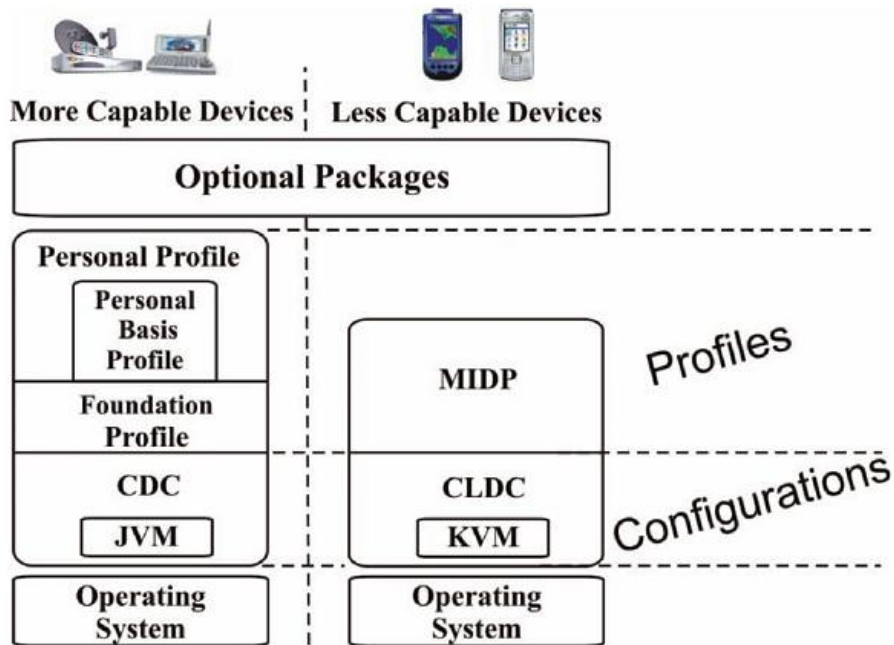 More Capable Devices
Less Capable Devices
Optional Packages
Personal Profile
Personal
Basis
Profile
Foundation
Profile
CDC
JVM
Operating
System
MIDP
CLDC
KVM
Operating
System
Profiles
Configurations